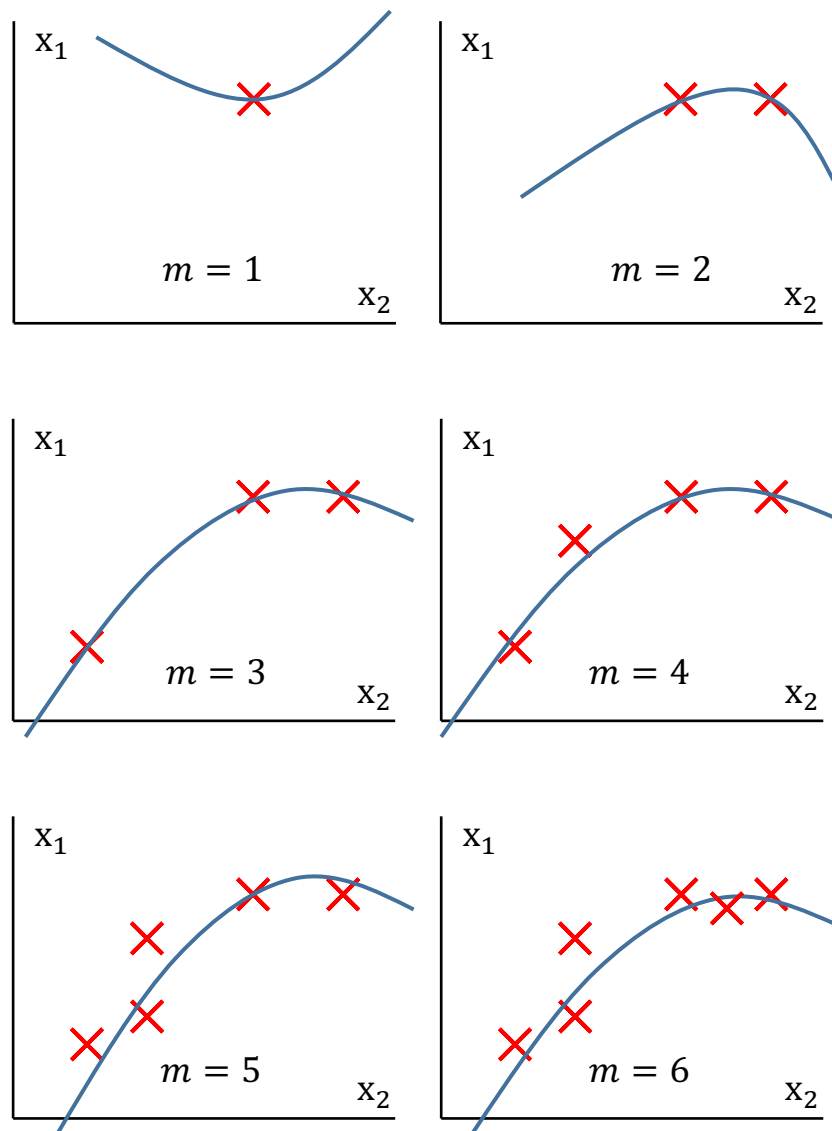 x₁
m = 1
x₂
x₁
m = 2
x₂
x₁
m = 3
x₂
x₁
m = 4
x₂
x₁
m = 5
x₂
x₁
m = 6
x₂